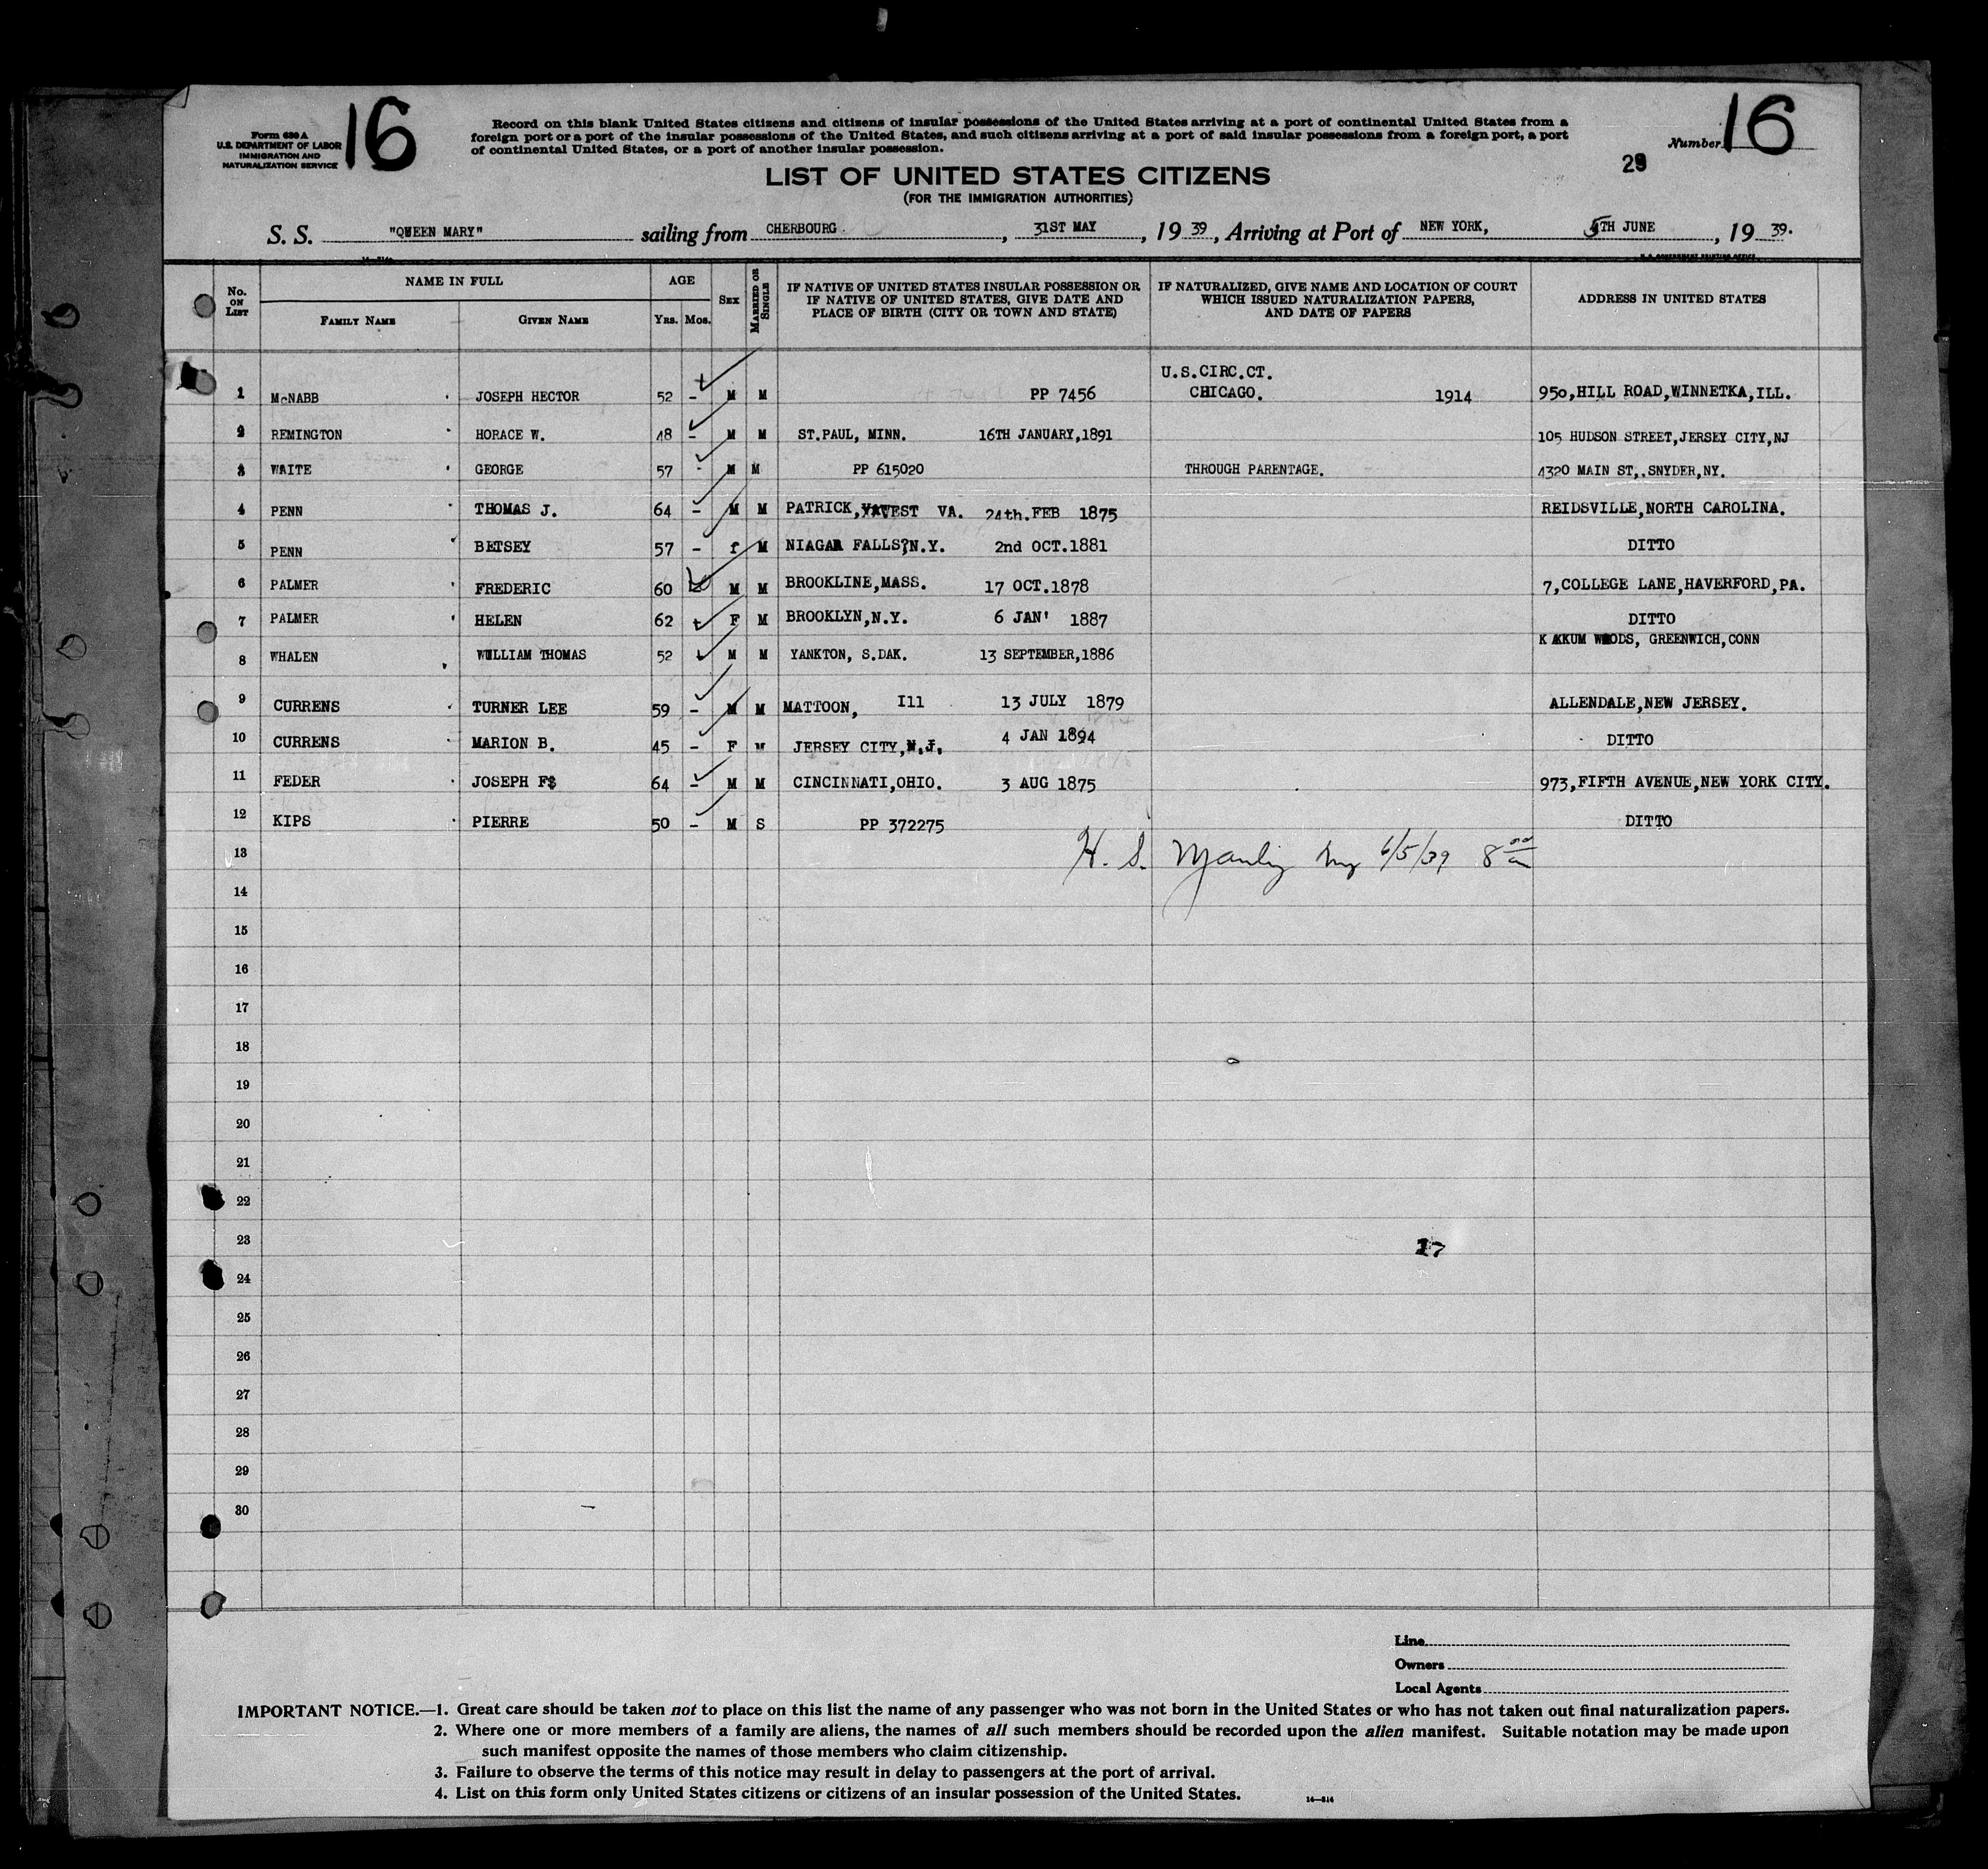 Form 630 A
U.S. DEPARTMENT OF LABOR
IMMIGRATION AND
NATURALIZATION SERVICE
16
Record on this blank United States citizens and citizens of insular possessions of the United States arriving at a port of continental United States from a
foreign port or a port of the insular possessions of the United States, and such citizens arriving at a port of said insular possessions from a foreign port, a port
of continental United States, or a port of another insular possession.
Number 16
29
LIST OF UNITED STATES CITIZENS
(FOR THE IMMIGRATION AUTHORITIES)
S. S. "QUEEN MARY" sailing from CHERBOURG , 31ST MAY , 19 39 , Arriving at Port of NEW YORK, 5TH JUNE , 19 39.
No. ON LIST NAME IN FULL AGE SEX MARRIED OR SINGLE IF NATIVE OF UNITED STATES INSULAR POSSESSION OR IF NATIVE OF UNITED STATES, GIVE DATE AND PLACE OF BIRTH (CITY OR TOWN AND STATE) IF NATURALIZED, GIVE NAME AND LOCATION OF COURT WHICH ISSUED NATURALIZATION PAPERS, AND DATE OF PAPERS ADDRESS IN UNITED STATES
FAMILY NAME GIVEN NAME YRS. MOS.
U.S.CIRC.CT.
1 McNABB JOSEPH HECTOR 52 - M M PP 7456 CHICAGO. 1914 950,HILL ROAD,WINNETKA,ILL.
2 REMINGTON HORACE W. 48 - M M ST.PAUL, MINN. 16TH JANUARY,1891 105 HUDSON STREET,JERSEY CITY,NJ
3 WAITE GEORGE 57 - M M PP 615020 THROUGH PARENTAGE. 4320 MAIN ST,.SNYDER,NY.
4 PENN THOMAS J. 64 - M M PATRICK, VEST VA. 24th.FEB 1875 REIDSVILLE,NORTH CAROLINA.
5 PENN BETSEY 57 - f M NIAGAR FALLS?N.Y. 2nd OCT.1881 DITTO
6 PALMER FREDERIC 60 M M BROOKLINE,MASS. 17 OCT.1878 7,COLLEGE LANE,HAVERFORD,PA.
7 PALMER HELEN 62 F M BROOKLYN,N.Y. 6 JAN' 1887 DITTO
8 WHALEN WILLIAM THOMAS 52 M M YANKTON, S.DAK. 13 SEPTEMBER,1886 WOODS, GREENWICH,CONN
9 CURRENS TURNER LEE 59 - M M MATTOON, Ill 13 JULY 1879 ALLENDALE,NEW JERSEY.
10 CURRENS MARION B. 45 - F M JERSEY CITY,N.J. 4 JAN 1894 DITTO
11 FEDER JOSEPH F$ 64 - M M CINCINNATI,OHIO. 3 AUG 1875 973,FIFTH AVENUE,NEW YORK CITY.
12 KIPS PIERRE 50 - M S PP 372275 DITTO
13 H. S. 6/5/39 8
14
15
16
17
18
19
20
21
22
23
17
24
25
26
27
28
29
30
Line
Owners
Local Agents
IMPORTANT NOTICE.—1. Great care should be taken not to place on this list the name of any passenger who was not born in the United States or who has not taken out final naturalization papers.
2. Where one or more members of a family are aliens, the names of all such members should be recorded upon the alien manifest. Suitable notation may be made upon
such manifest opposite the names of those members who claim citizenship.
3. Failure to observe the terms of this notice may result in delay to passengers at the port of arrival.
4. List on this form only United States citizens or citizens of an insular possession of the United States.